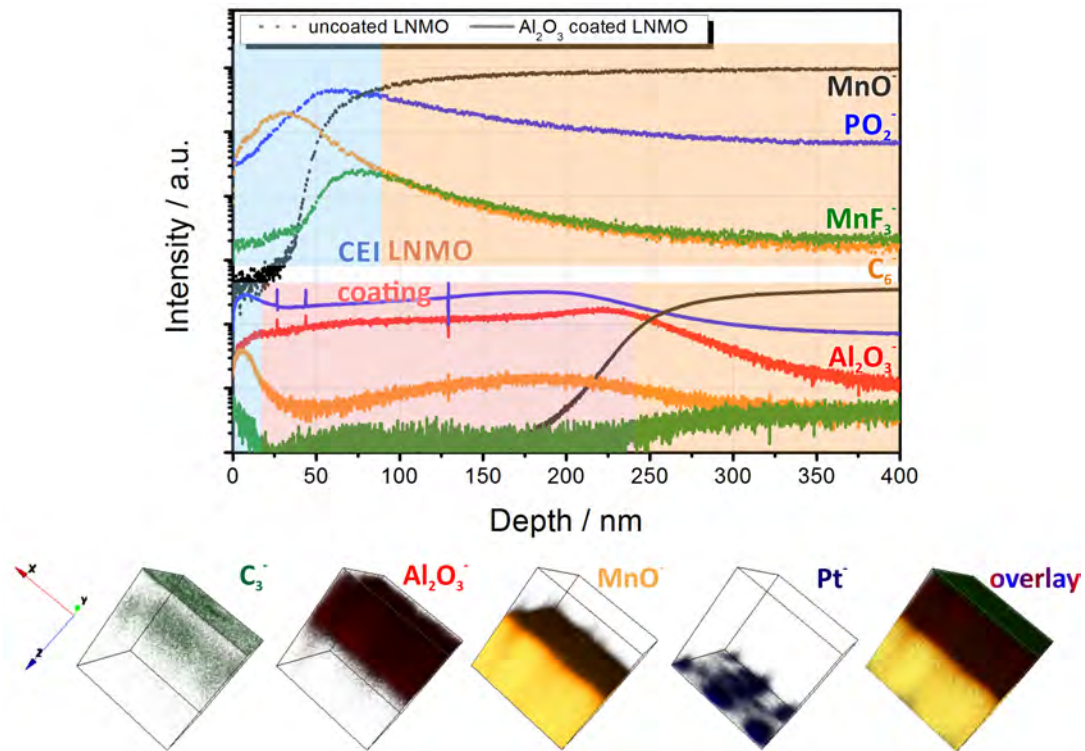 uncoated LNMO Al₂O₃ coated LNMO
Intensity / a.u.
MnO⁻
PO₂⁻
MnF₃⁻
C₆⁻
CEI LNMO
coating
Al₂O₃⁻
0 50 100 150 200 250 300 350 400
Depth / nm
X
Y
Z
C₃⁻ Al₂O₃⁻ MnO⁻ Pt⁻ overlay